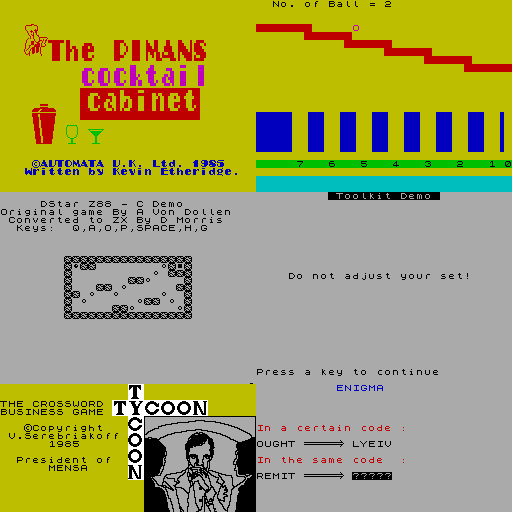 The PIMANS
cocktail
cabinet
©AUTOMATA U.K. Ltd. 1985
Written by Kevin Etheridge.
No. of Ball = 2
7 6 5 4 3 2 1 0
DStar Z88 - C Demo
Original game By A Von Dollen
Converted to ZX By D Morris
Keys: Q,A,O,P,SPACE,H,G
Toolkit Demo
Do not adjust your set!
Press a key to continue
THE CROSSWORD
BUSINESS GAME
TYCOON
TYCOON
©Copyright
V.Serebriakoff
1985
President of
MENSA
ENIGMA
In a certain code :
OUGHT ⟹ LYEIV
In the same code :
REMIT ⟹ ?????